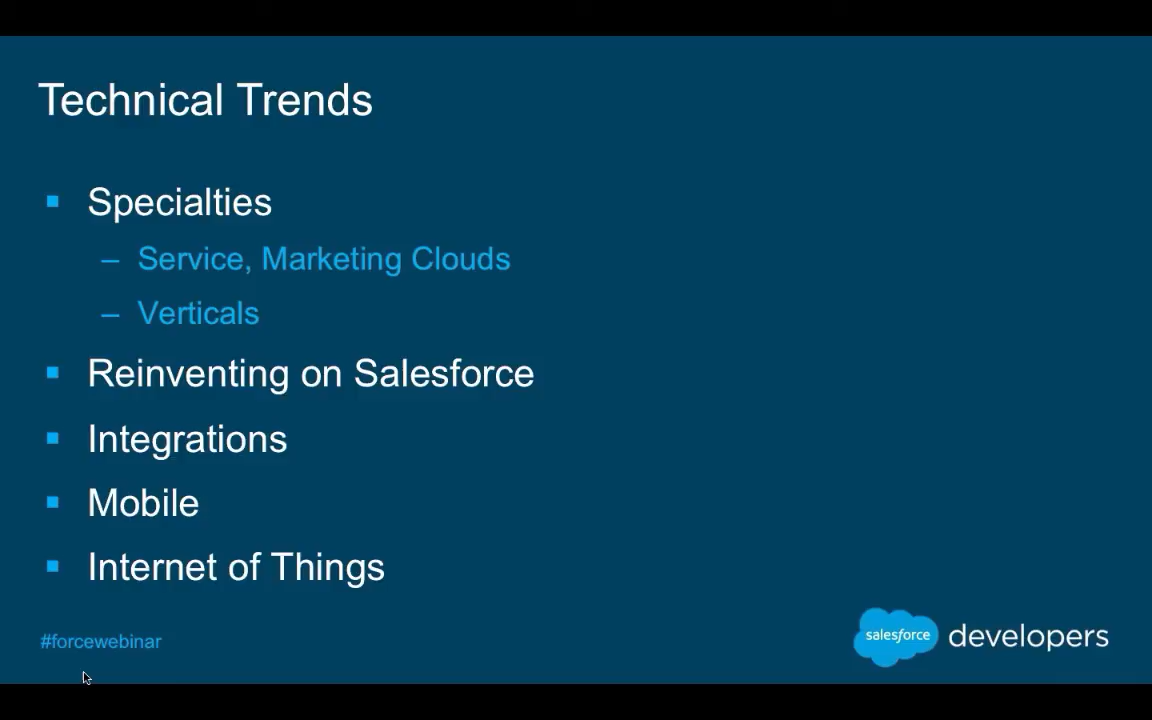 Technical Trends
▪ Specialties
– Service, Marketing Clouds
– Verticals
▪ Reinventing on Salesforce
▪ Integrations
▪ Mobile
▪ Internet of Things
#forcewebinar
salesforce developers